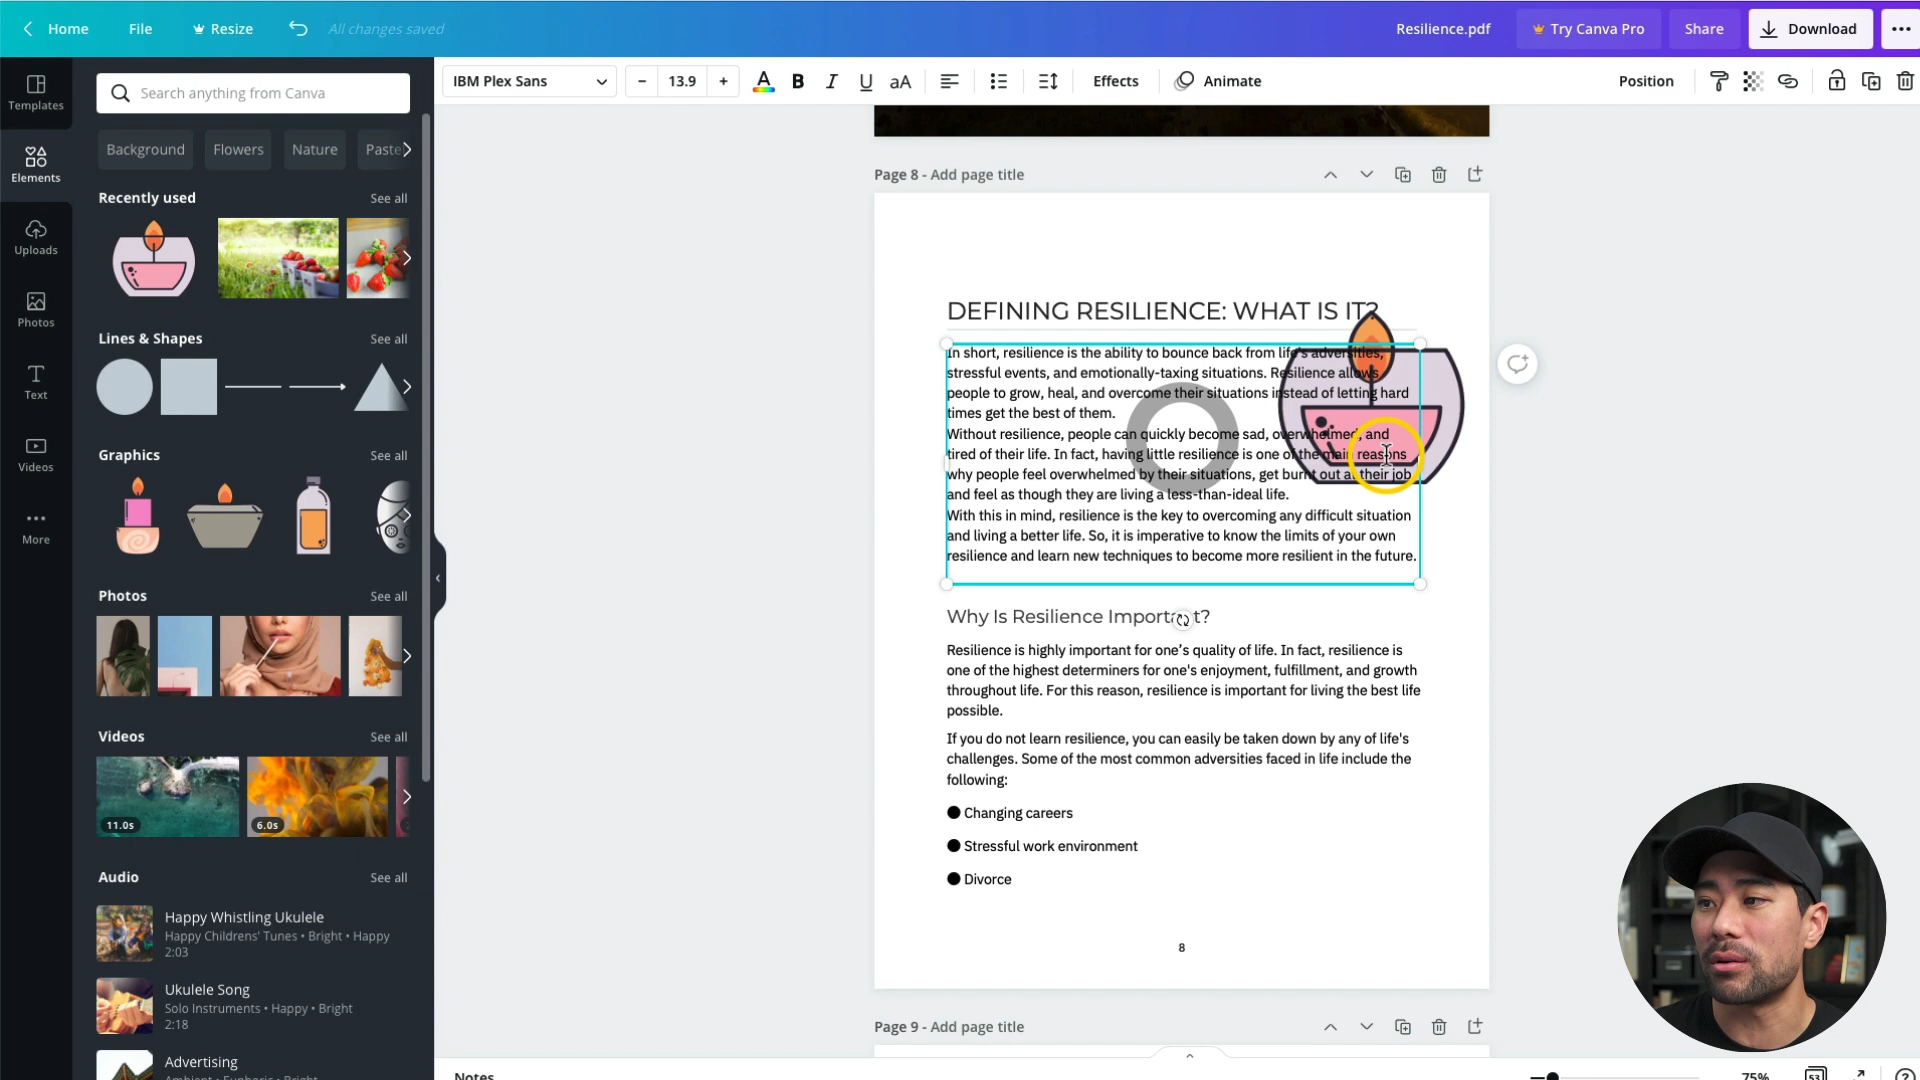 Home File Resize All changes saved Resilience.pdf Try Canva Pro Share Download
Templates
Elements
Uploads
Photos
Text
Videos
More
Search anything from Canva
Background Flowers Nature Paste
Recently used See all
Lines & Shapes See all
Graphics See all
Photos See all
Videos See all
11.0s 6.0s
Audio See all
Happy Whistling Ukulele
Happy Childrens' Tunes • Bright • Happy
2:03
Ukulele Song
Solo Instruments • Happy • Bright
2:18
Advertising
Ambient • Euphoric • Bright
IBM Plex Sans 13.9 A B I U aA Effects Animate Position
Page 8 - Add page title
DEFINING RESILIENCE: WHAT IS IT?
In short, resilience is the ability to bounce back from life's adversities,
stressful events, and emotionally-taxing situations. Resilience allows
people to grow, heal, and overcome their situations instead of letting hard
times get the best of them.
Without resilience, people can quickly become sad, overwhelmed, and
tired of their life. In fact, having little resilience is one of the main reasons
why people feel overwhelmed by their situations, get burnt out at their job
and feel as though they are living a less-than-ideal life.
With this in mind, resilience is the key to overcoming any difficult situation
and living a better life. So, it is imperative to know the limits of your own
resilience and learn new techniques to become more resilient in the future.
Why Is Resilience Important?
Resilience is highly important for one’s quality of life. In fact, resilience is
one of the highest determiners for one's enjoyment, fulfillment, and growth
throughout life. For this reason, resilience is important for living the best life
possible.
If you do not learn resilience, you can easily be taken down by any of life's
challenges. Some of the most common adversities faced in life include the
following:
● Changing careers
● Stressful work environment
● Divorce
8
Page 9 - Add page title
Notes 75% 53 ?